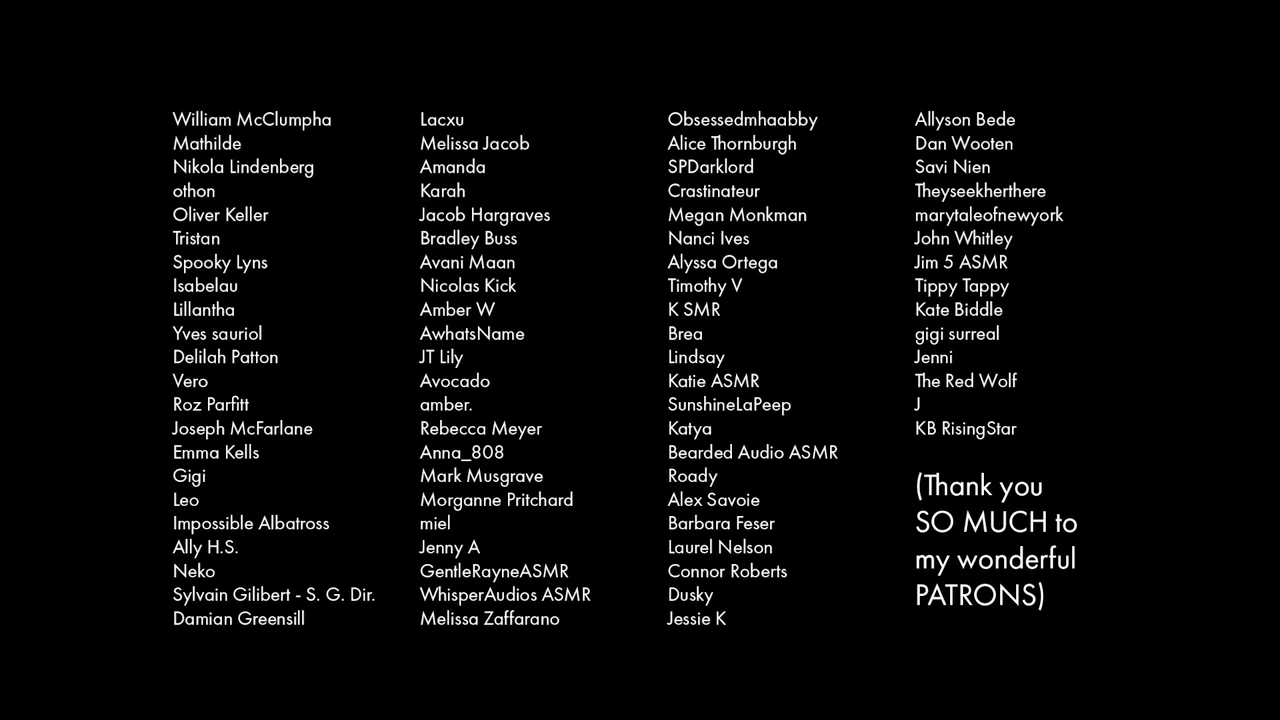 William McClumpha
Mathilde
Nikola Lindenberg
othon
Oliver Keller
Tristan
Spooky Lyns
Isabelau
Lillantha
Yves sauriol
Delilah Patton
Vero
Roz Parfitt
Joseph McFarlane
Emma Kells
Gigi
Leo
Impossible Albatross
Ally H.S.
Neko
Sylvain Gilibert - S. G. Dir.
Damian Greensill
Lacxu
Melissa Jacob
Amanda
Karah
Jacob Hargraves
Bradley Buss
Avani Maan
Nicolas Kick
Amber W
AwhatsName
JT Lily
Avocado
amber.
Rebecca Meyer
Anna_808
Mark Musgrave
Morganne Pritchard
miel
Jenny A
GentleRayneASMR
WhisperAudios ASMR
Melissa Zaffarano
Obsessedmhaabby
Alice Thornburgh
SPDarklord
Crastinateur
Megan Monkman
Nanci Ives
Alyssa Ortega
Timothy V
K SMR
Brea
Lindsay
Katie ASMR
SunshineLaPeep
Katya
Bearded Audio ASMR
Roady
Alex Savoie
Barbara Feser
Laurel Nelson
Connor Roberts
Dusky
Jessie K
Allyson Bede
Dan Wooten
Savi Nien
Theyseekherthere
marytaleofnewyork
John Whitley
Jim 5 ASMR
Tippy Tappy
Kate Biddle
gigi surreal
Jenni
The Red Wolf
J
KB RisingStar
(Thank you
SO MUCH to
my wonderful
PATRONS)